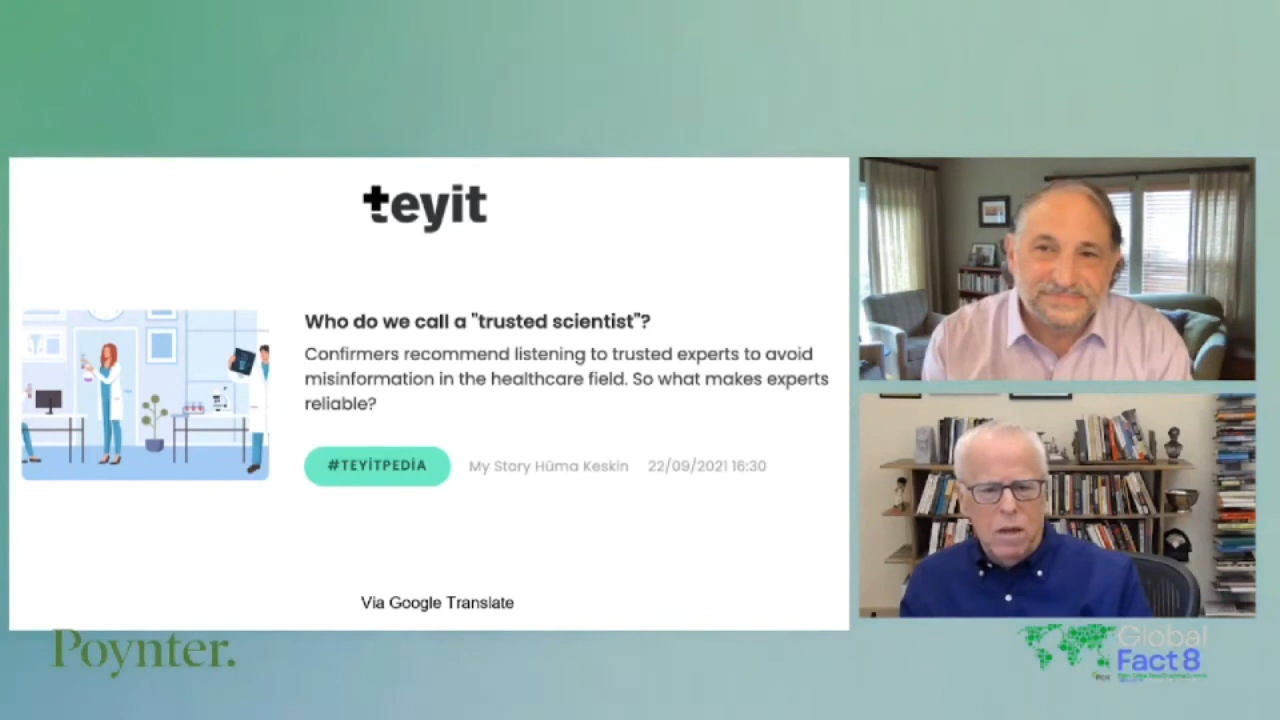 teyit
Who do we call a "trusted scientist"?
Confirmers recommend listening to trusted experts to avoid
misinformation in the healthcare field. So what makes experts
reliable?
#TEYİTPEDİA
My Story Hüma Keskin 22/09/2021 16:30
Via Google Translate
Poynter.
Global
Fact 8